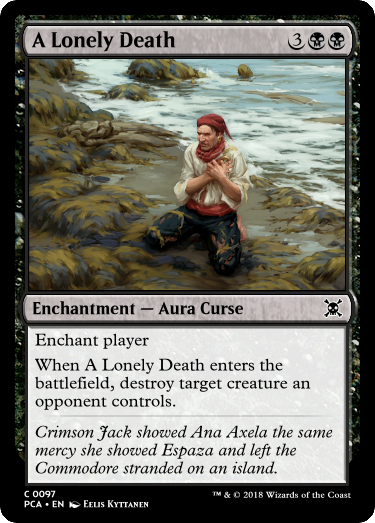 A Lonely Death 3
Enchantment — Aura Curse
Enchant player
When A Lonely Death enters the
battlefield, destroy target creature an
opponent controls.
Crimson Jack showed Ana Axela the same
mercy she showed Espaza and left the
Commodore stranded on an island.
C 0097
PCA • EN Eelis Kyttanen
™ & © 2018 Wizards of the Coast